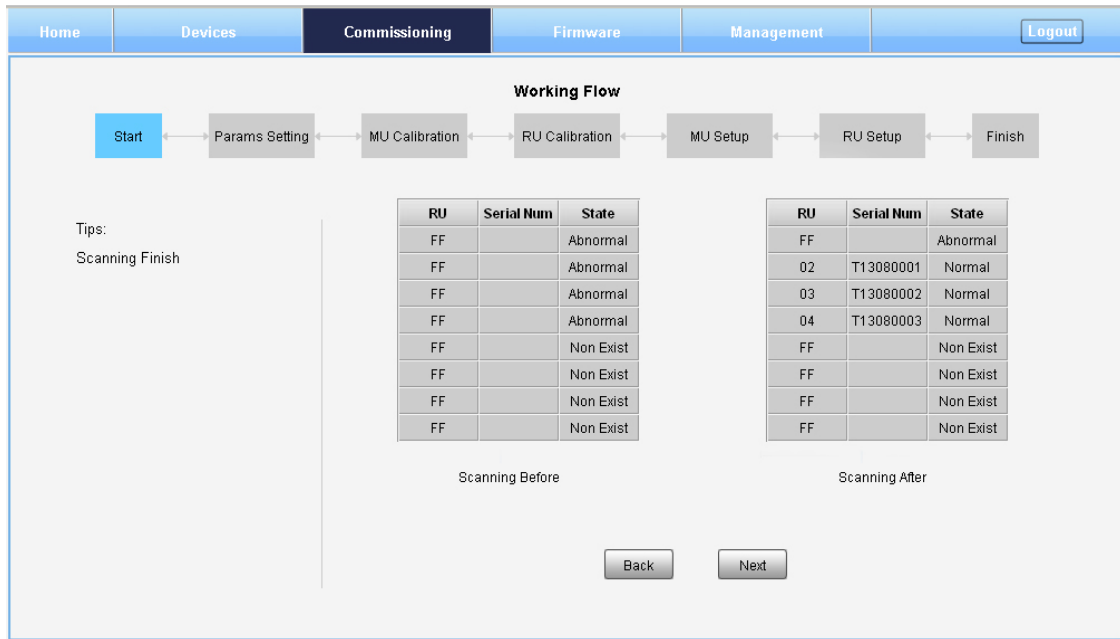 Home Devices Commissioning Firmware Management Logout
Working Flow
Start Params Setting MU Calibration RU Calibration MU Setup RU Setup Finish
Tips:
Scanning Finish
RU Serial Num State
FF Abnormal
FF Abnormal
FF Abnormal
FF Abnormal
FF Non Exist
FF Non Exist
FF Non Exist
FF Non Exist
Scanning Before
RU Serial Num State
FF Abnormal
02 T13080001 Normal
03 T13080002 Normal
04 T13080003 Normal
FF Non Exist
FF Non Exist
FF Non Exist
FF Non Exist
Scanning After
Back Next